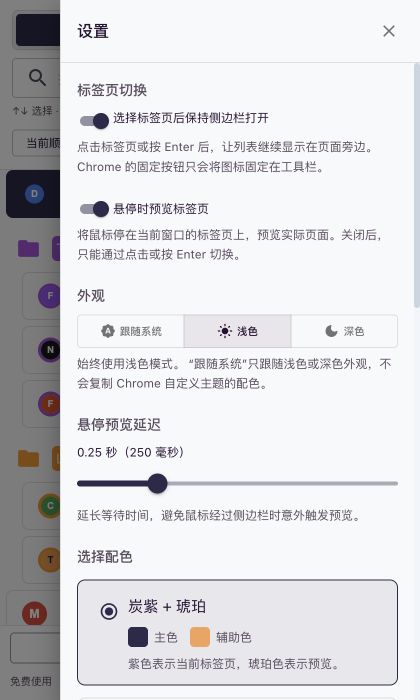 设置
标签页切换
选择标签页后保持侧边栏打开
点击标签页或按 Enter 后，让列表继续显示在页面旁边。
Chrome 的固定按钮只会将图标固定在工具栏。
悬停时预览标签页
将鼠标停在当前窗口的标签页上，预览实际页面。关闭后，
只能通过点击或按 Enter 切换。
外观
A 跟随系统 浅色 深色
始终使用浅色模式。“跟随系统”只跟随浅色或深色外观，不
会复制 Chrome 自定义主题的配色。
悬停预览延迟
0.25 秒（250 毫秒）
延长等待时间，避免鼠标经过侧边栏时意外触发预览。
选择配色
炭紫 + 琥珀
主色 辅助色
紫色表示当前标签页，琥珀色表示预览。
↑↓ 选择 ·
当前顺
D
F
N
F
C
T
M
免费使用